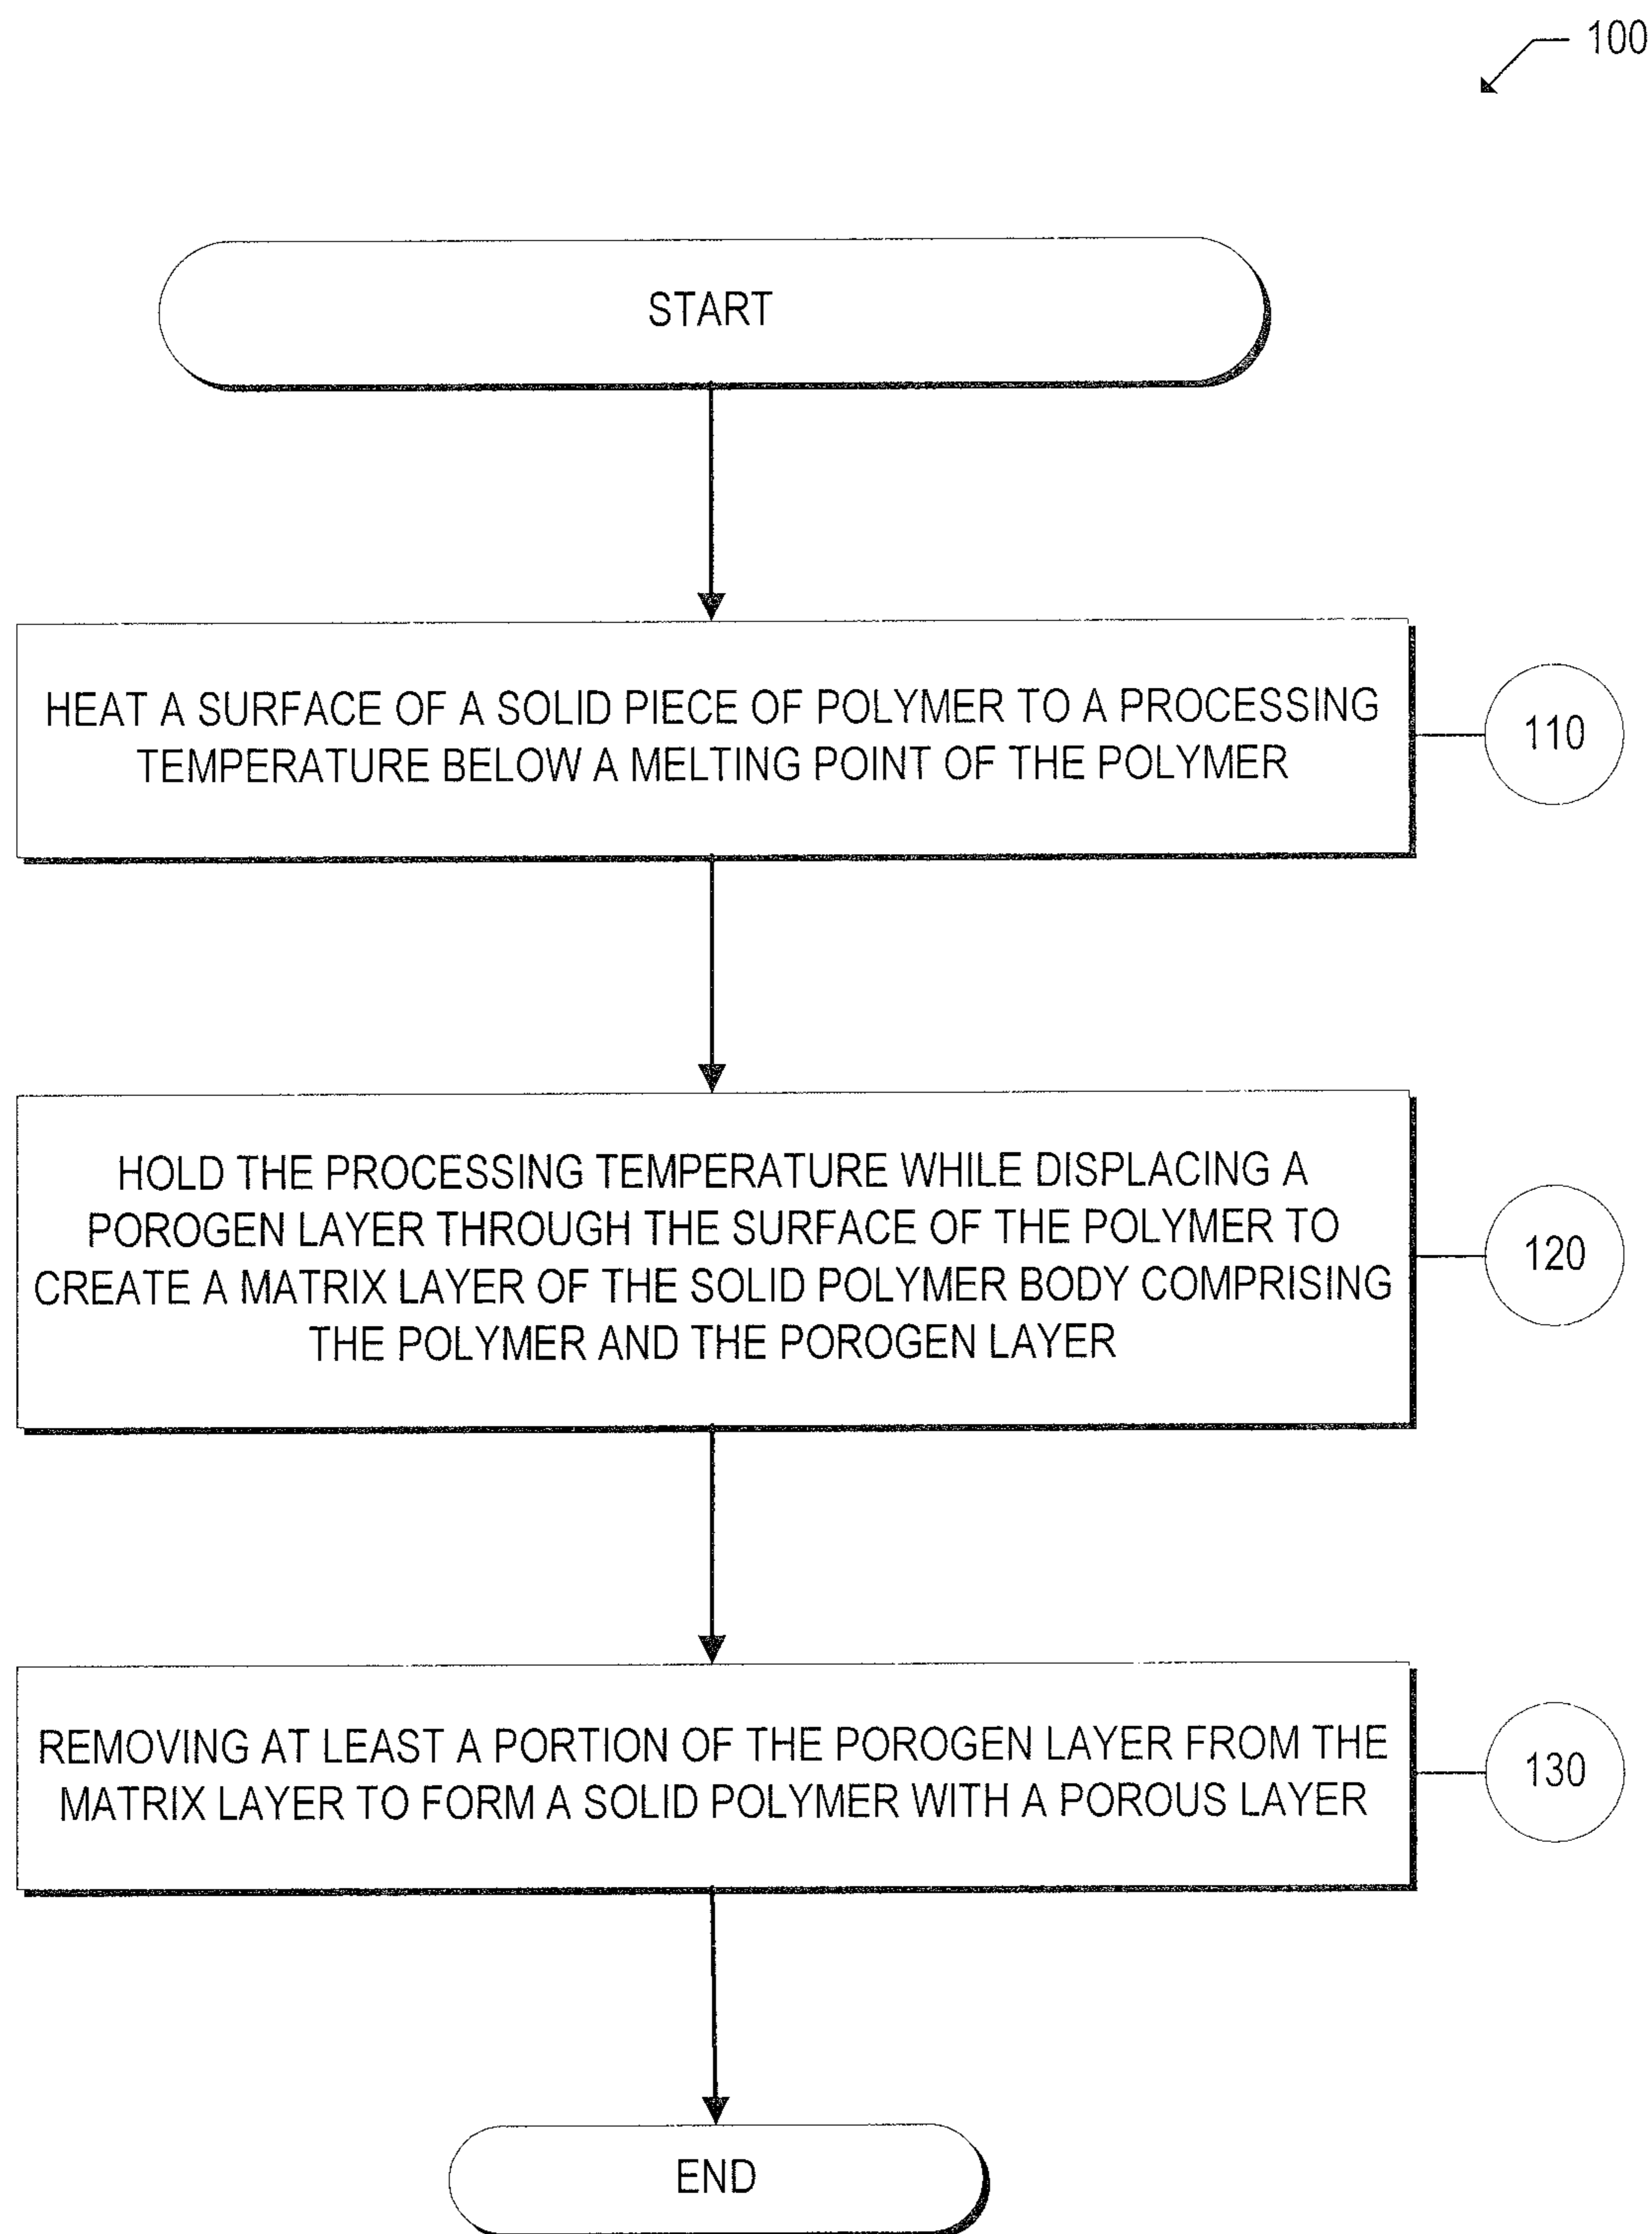 100
START
HEAT A SURFACE OF A SOLID PIECE OF POLYMER TO A PROCESSING
TEMPERATURE BELOW A MELTING POINT OF THE POLYMER
110
HOLD THE PROCESSING TEMPERATURE WHILE DISPLACING A
POROGEN LAYER THROUGH THE SURFACE OF THE POLYMER TO
CREATE A MATRIX LAYER OF THE SOLID POLYMER BODY COMPRISING
THE POLYMER AND THE POROGEN LAYER
120
REMOVING AT LEAST A PORTION OF THE POROGEN LAYER FROM THE
MATRIX LAYER TO FORM A SOLID POLYMER WITH A POROUS LAYER
130
END